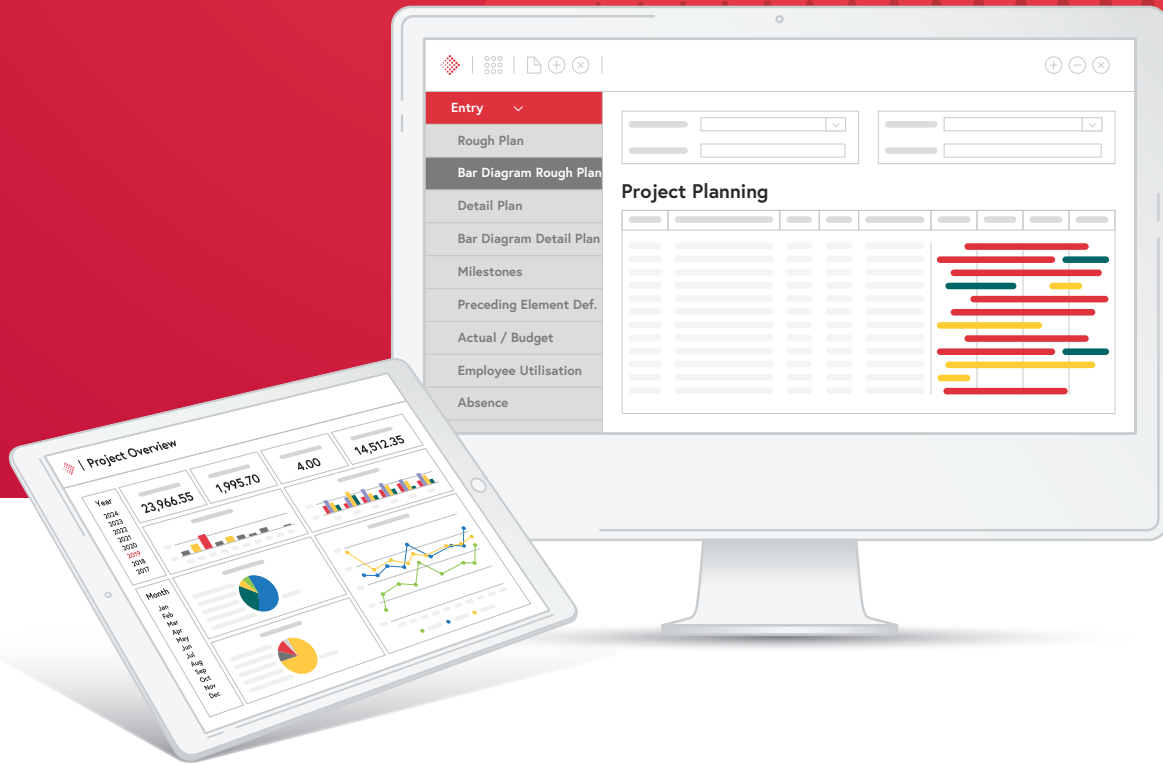 Entry
Rough Plan
Bar Diagram Rough Plan
Detail Plan
Bar Diagram Detail Plan
Milestones
Preceding Element Def.
Actual / Budget
Employee Utilisation
Absence
Project Planning
Project Overview
23,966.55
1,995.70
4.00
14,512.35
Year
2024
2023
2022
2021
2020
2019
2018
2017
Month
Jan
Feb
Mar
Apr
May
Jun
Jul
Aug
Sep
Oct
Nov
Dec